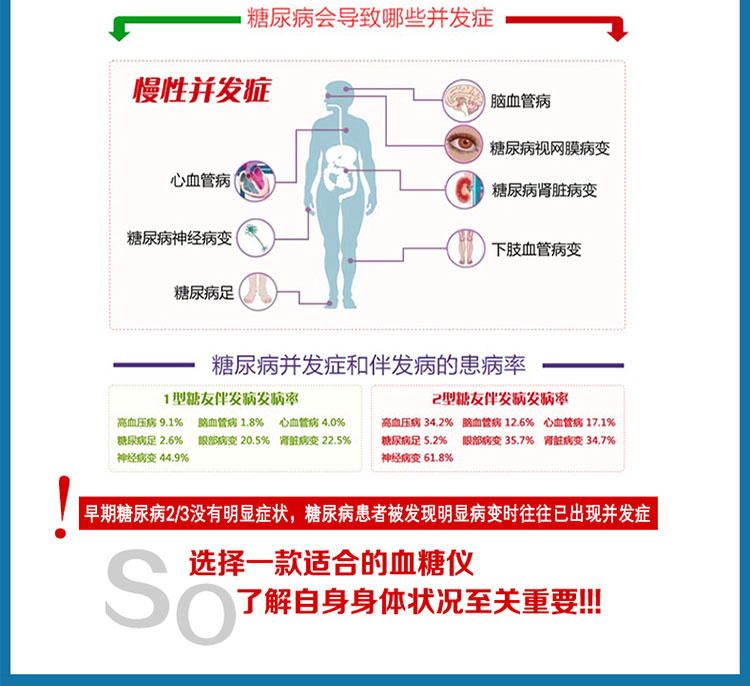 糖尿病会导致哪些并发症
慢性并发症
脑血管病
糖尿病视网膜病变
心血管病
糖尿病肾脏病变
糖尿病神经病变
下肢血管病变
糖尿病足
糖尿病并发症和伴发病的患病率
1型糖友伴发病发病率
高血压病 9.1% 脑血管病 1.8% 心血管病 4.0%
糖尿病足 2.6% 眼部病变 20.5% 肾脏病变 22.5%
神经病变 44.9%
2型糖友伴发病发病率
高血压病 34.2% 脑血管病 12.6% 心血管病 17.1%
糖尿病足 5.2% 眼部病变 35.7% 肾脏病变 34.7%
神经病变 61.8%
! 早期糖尿病2/3没有明显症状，糖尿病患者被发现明显病变时往往已出现并发症
So
选择一款适合的血糖仪
了解自身身体状况至关重要!!!